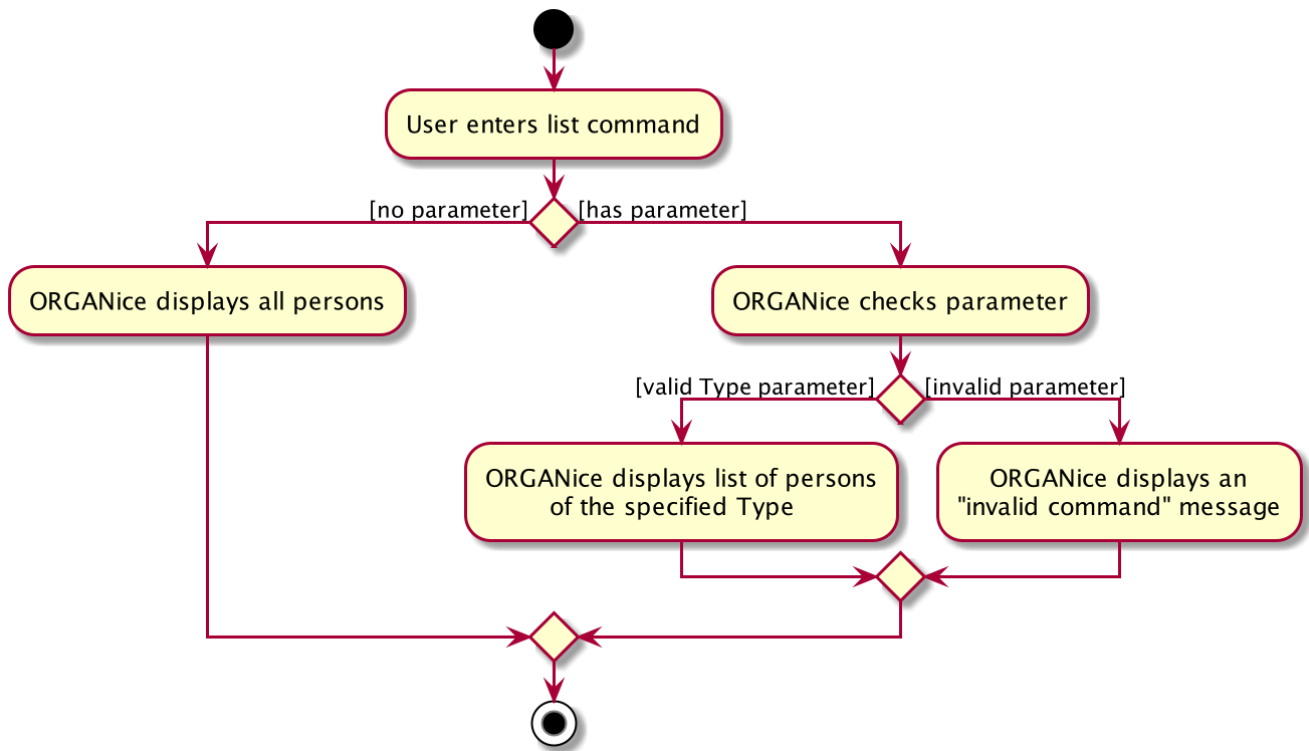 User enters list command
[no parameter]
[has parameter]
ORGANice displays all persons
ORGANice checks parameter
[valid Type parameter]
[invalid parameter]
ORGANice displays list of persons
of the specified Type
ORGANice displays an
"invalid command" message